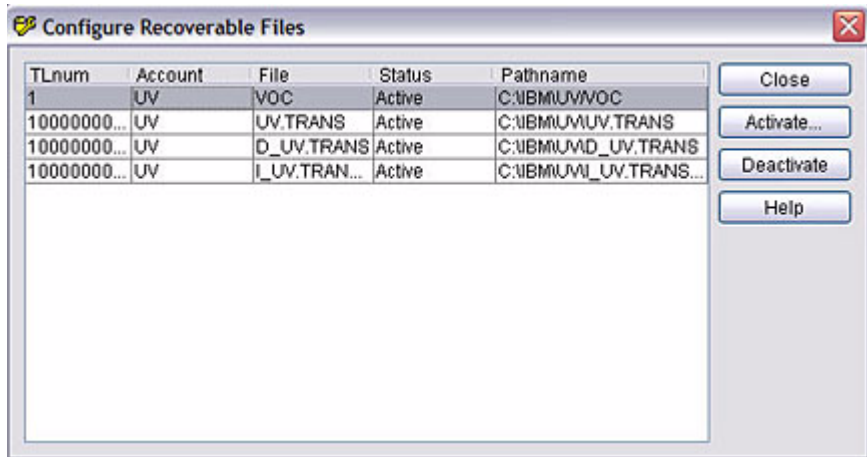 Configure Recoverable Files
TLnum Account File Status Pathname
1 UV VOC Active C:\IBM\UV\VOC
10000000... UV UV.TRANS Active C:\IBM\UV\UV.TRANS
10000000... UV D_UV.TRANS Active C:\IBM\UV\D_UV.TRANS
10000000... UV I_UV.TRAN... Active C:\IBM\UV\I_UV.TRANS...
Close
Activate...
Deactivate
Help